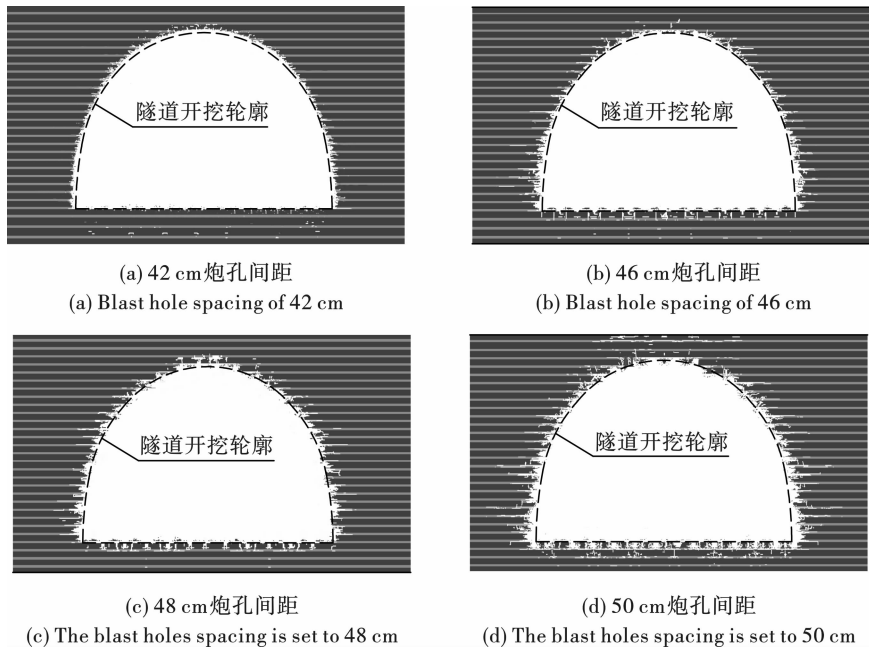 隧道开挖轮廓
隧道开挖轮廓
(a) 42 cm炮孔间距
(a) Blast hole spacing of 42 cm
(b) 46 cm炮孔间距
(b) Blast hole spacing of 46 cm
隧道开挖轮廓
隧道开挖轮廓
(c) 48 cm炮孔间距
(c) The blast holes spacing is set to 48 cm
(d) 50 cm炮孔间距
(d) The blast holes spacing is set to 50 cm